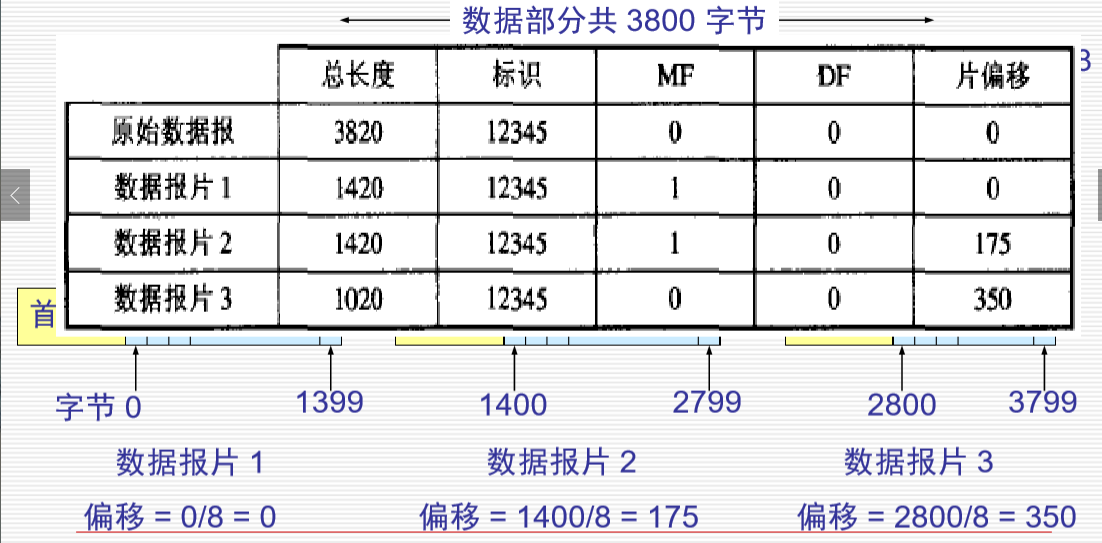 数据部分共 3800 字节
总长度 标识 MF DF 片偏移
原始数据报 3820 12345 0 0 0
数据报片 1 1420 12345 1 0 0
数据报片 2 1420 12345 1 0 175
数据报片 3 1020 12345 0 0 350
首
字节 0 1399 1400 2799 2800 3799
数据报片 1 数据报片 2 数据报片 3
偏移 = 0/8 = 0 偏移 = 1400/8 = 175 偏移 = 2800/8 = 350